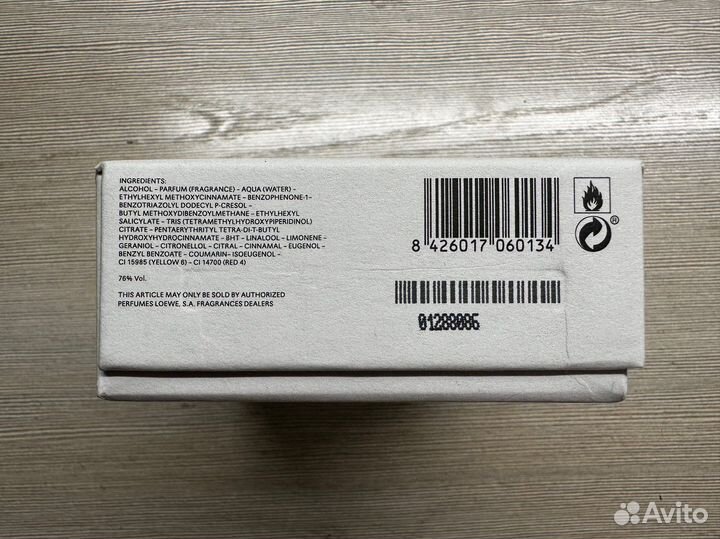 INGREDIENTS:
ALCOHOL – PARFUM (FRAGRANCE) – AQUA (WATER) –
ETHYLHEXYL METHOXYCINNAMATE – BENZOPHENONE-1–
BENZOTRIAZOLYL DODECYL P-CRESOL –
BUTYL METHOXYDIBENZOYLMETHANE – ETHYLHEXYL
SALICYLATE – TRIS (TETRAMETHYLHYDROXYPIPERIDINOL)
CITRATE – PENTAERYTHRITYL TETRA-DI-T-BUTYL
HYDROXYHYDROCINNAMATE – BHT – LINALOOL – LIMONENE –
GERANIOL – CITRONELLOL – CITRAL – CINNAMAL – EUGENOL –
BENZYL BENZOATE – COUMARIN– ISOEUGENOL –
CI 15985 (YELLOW 6) – CI 14700 (RED 4)
76% Vol.
THIS ARTICLE MAY ONLY BE SOLD BY AUTHORIZED
PERFUMES LOEWE, S.A. FRAGRANCES DEALERS
8 426017 060134
®
01288086
Avito